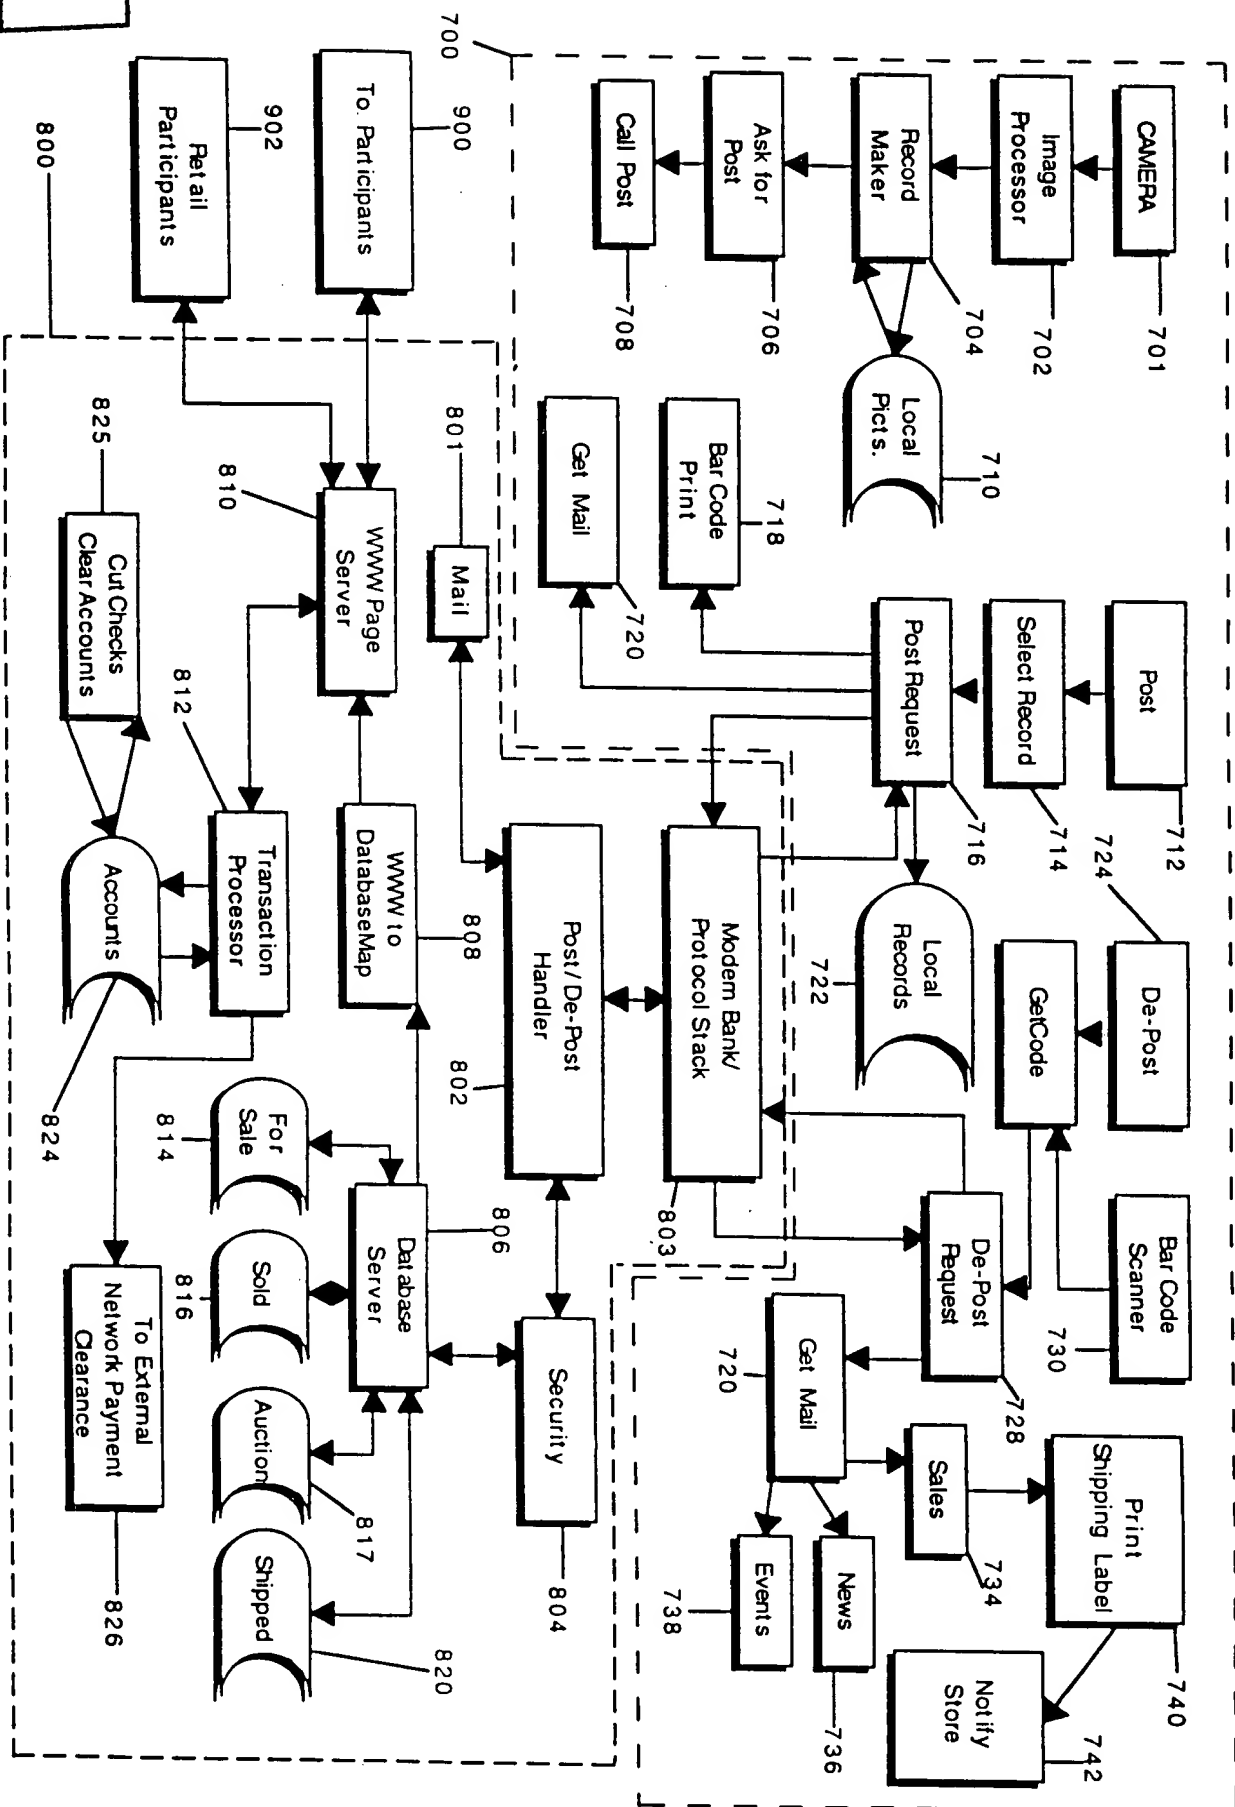 700
CAMERA
701
Image
Processor
702
Record
Maker
704
Ask for
Post
706
Call Post
708
Local
Picts.
710
Post
712
Select Record
714
Post Request
716
Bar Code
Print
718
Get Mail
720
Local
Records
722
724
De-Post
GetCode
Bar Code
Scanner
730
De-Post
Request
728
Get Mail
720
Sales
734
News
736
Events
738
Print
Shipping Label
740
Notify
Store
742
To Participants
900
Retail
Participants
902
800
Mail
801
Modem Bank/
Protocol Stack
803
Post/De-Post
Handler
802
Security
804
WWW Page
Server
810
WWW to
DatabaseMap
808
Database
Server
806
For
Sale
814
Sold
816
Auction
817
Shipped
820
Transaction
Processor
812
Cut Checks
Clear Accounts
825
Accounts
824
To External
Network Payment
Clearance
826